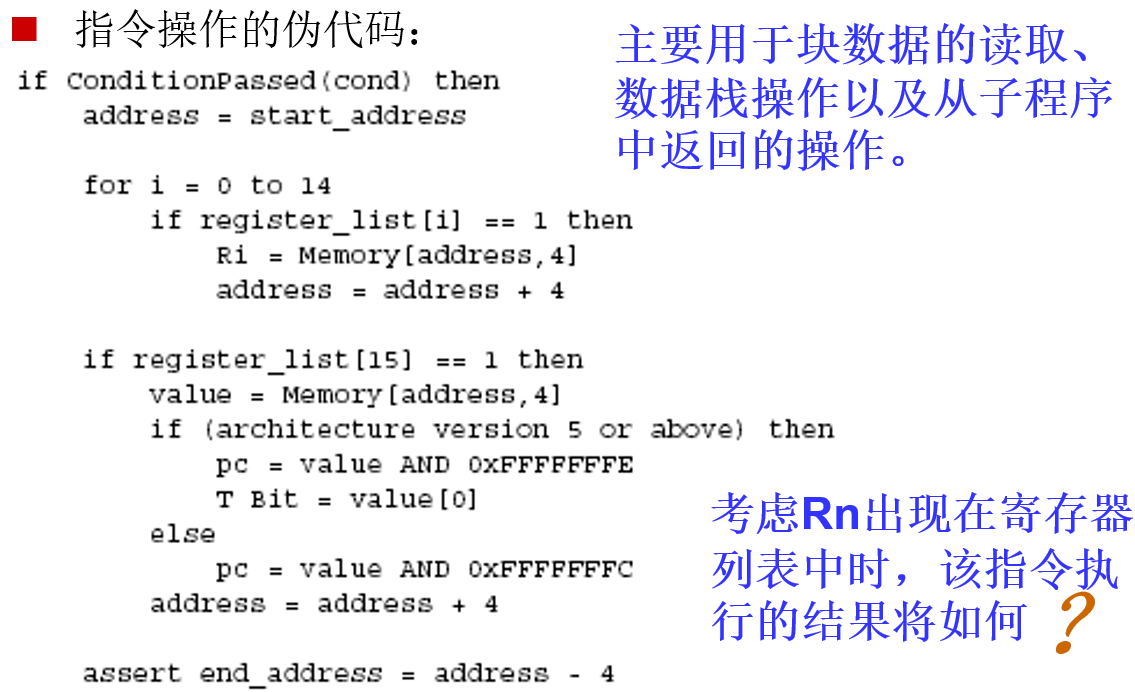 ■ 指令操作的伪代码：
主要用于块数据的读取、
数据栈操作以及从子程序
中返回的操作。
if ConditionPassed(cond) then
    address = start_address
    for i = 0 to 14
        if register_list[i] == 1 then
            Ri = Memory[address,4]
            address = address + 4
    if register_list[15] == 1 then
        value = Memory[address,4]
        if (architecture version 5 or above) then
            pc = value AND 0xFFFFFFFE
            T Bit = value[0]
        else
            pc = value AND 0xFFFFFFFC
        address = address + 4
    assert end_address = address - 4
考虑Rn出现在寄存器
列表中时，该指令执
行的结果将如何？